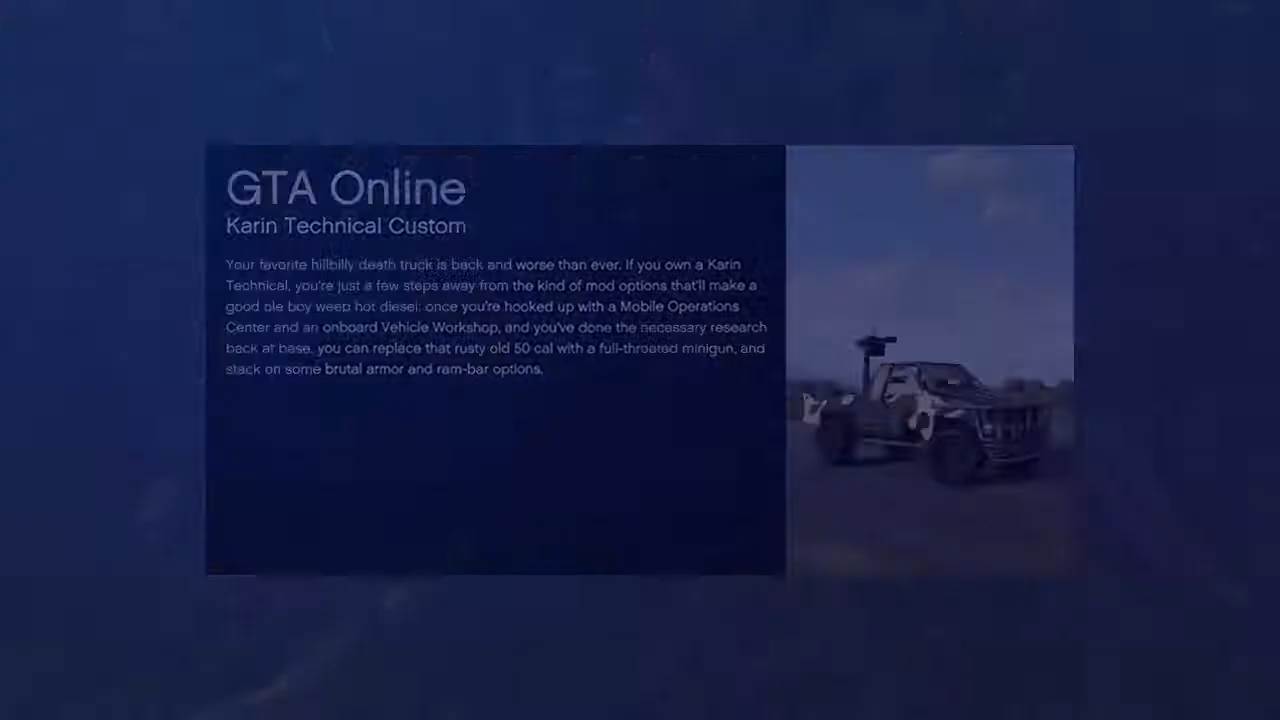 GTA Online
Karin Technical Custom
Your favorite hillbilly death truck is back and worse than ever. If you own a Karin
Technical, you're just a few steps away from the kind of mod options that'll make a
good ole boy weep hot diesel: once you're hooked up with a Mobile Operations
Center and an onboard Vehicle Workshop, and you've done the necessary research
back at base, you can replace that rusty old 50 cal with a full-throated minigun, and
stack on some brutal armor and ram-bar options.